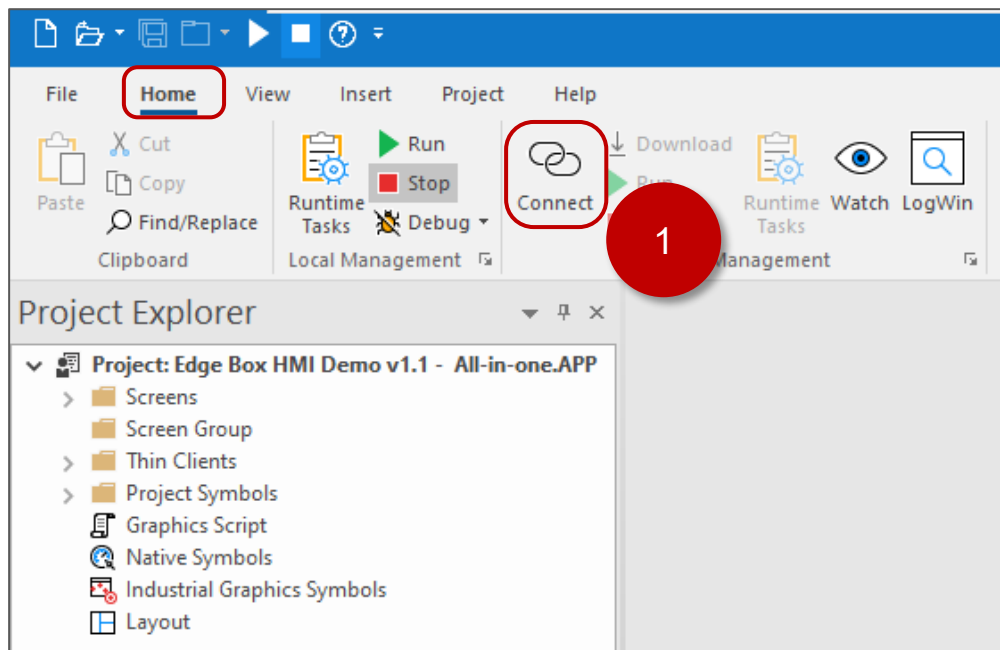 File Home View Insert Project Help
Paste
Cut
Copy
Find/Replace
Clipboard
Runtime Tasks
Run
Stop
Debug
Local Management
Connect
Download
Run
1
Runtime Tasks
Watch
LogWin
Management
Project Explorer
Project: Edge Box HMI Demo v1.1 - All-in-one.APP
Screens
Screen Group
Thin Clients
Project Symbols
Graphics Script
Native Symbols
Industrial Graphics Symbols
Layout